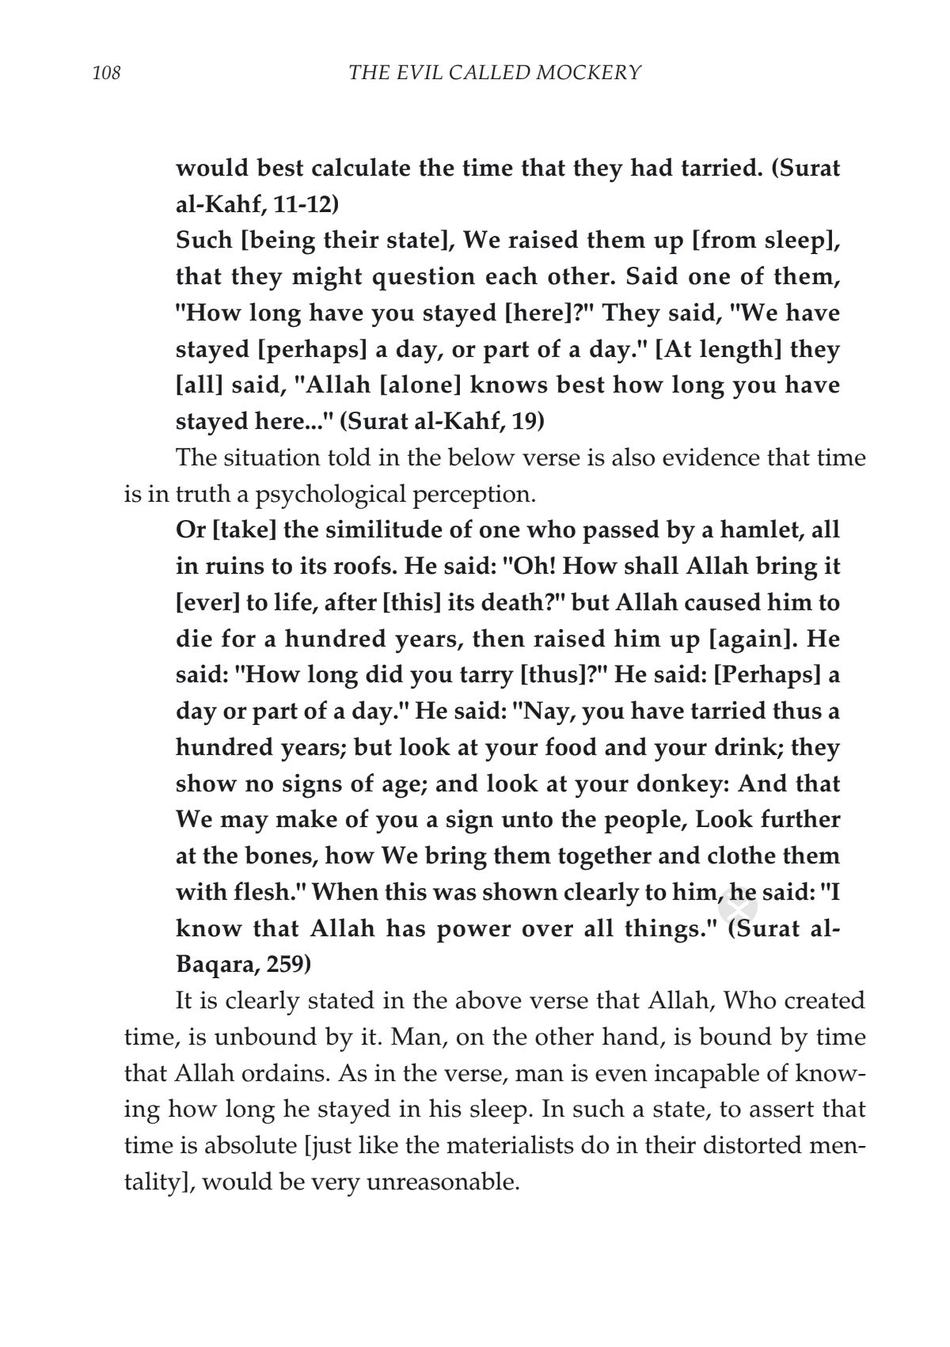 108
THE EVIL CALLED MOCKERY
would best calculate the time that they had tarried. (Surat
al-Kahf, 11-12)
Such [being their state], We raised them up [from sleep],
that they might question each other. Said one of them,
"How long have you stayed [here]?" They said, "We have
stayed [perhaps] a day, or part of a day." [At length] they
[all] said, "Allah [alone] knows best how long you have
stayed here..." (Surat al-Kahf, 19)
The situation told in the below verse is also evidence that time
is in truth a psychological perception.
Or [take] the similitude of one who passed by a hamlet, all
in ruins to its roofs. He said: "Oh! How shall Allah bring it
[ever] to life, after [this] its death?" but Allah caused him to
die for a hundred years, then raised him up [again]. He
said: "How long did you tarry [thus]?" He said: [Perhaps] a
day or part of a day." He said: "Nay, you have tarried thus a
hundred years; but look at your food and your drink; they
show no signs of age; and look at your donkey: And that
We may make of you a sign unto the people, Look further
at the bones, how We bring them together and clothe them
with flesh." When this was shown clearly to him, he said: "I
know that Allah has power over all things." (Surat al-
Baqara, 259)
It is clearly stated in the above verse that Allah, Who created
time, is unbound by it. Man, on the other hand, is bound by time
that Allah ordains. As in the verse, man is even incapable of know-
ing how long he stayed in his sleep. In such a state, to assert that
time is absolute [just like the materialists do in their distorted men-
tality], would be very unreasonable.